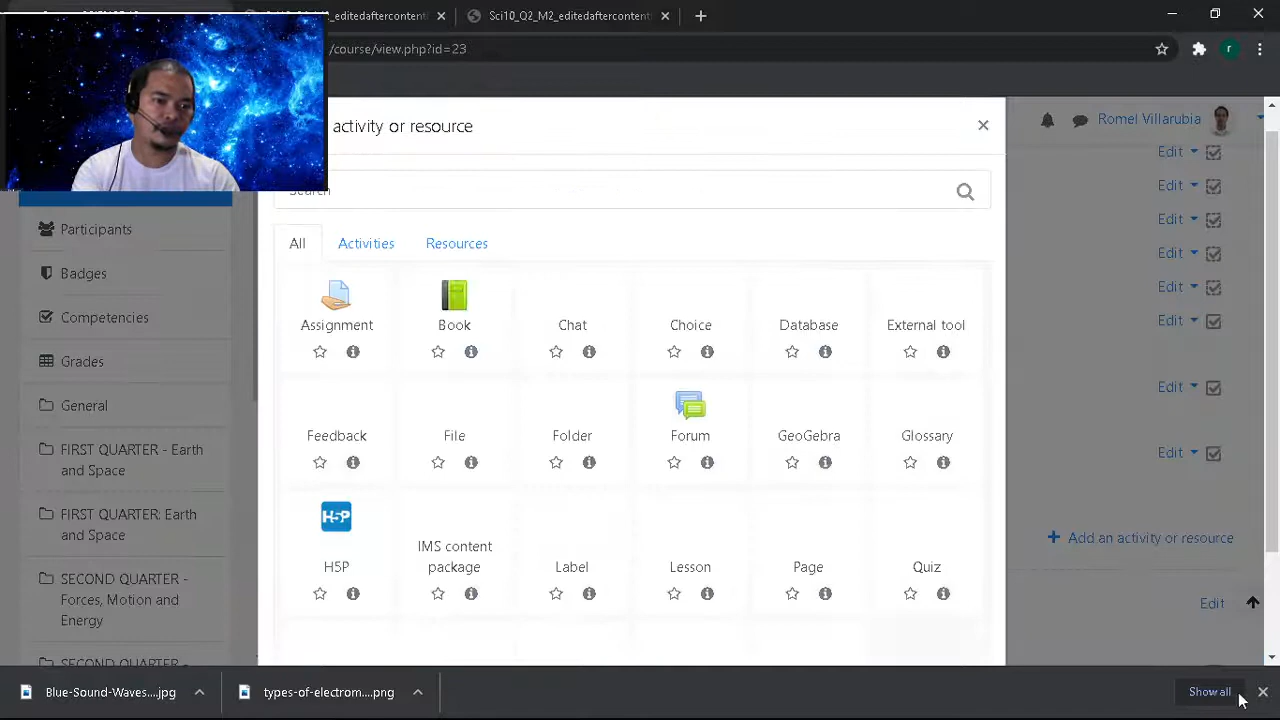 _editedaftercontent
Sci10_Q2_M2_editedaftercontent
/course/view.php?id=23
r
activity or resource
Romel Villarubia
Search
All
Activities
Resources
Participants
Badges
Competencies
Grades
General
FIRST QUARTER - Earth
and Space
FIRST QUARTER: Earth
and Space
SECOND QUARTER -
Forces, Motion and
Energy
SECOND QUARTER -
Assignment
Book
Chat
Choice
Database
External tool
Feedback
File
Folder
Forum
GeoGebra
Glossary
H5P
H5P
IMS content
package
Label
Lesson
Page
Quiz
Edit
Edit
Edit
Edit
Edit
Edit
Edit
Edit
Add an activity or resource
Edit
Blue-Sound-Waves....jpg
types-of-electrom....png
Show all